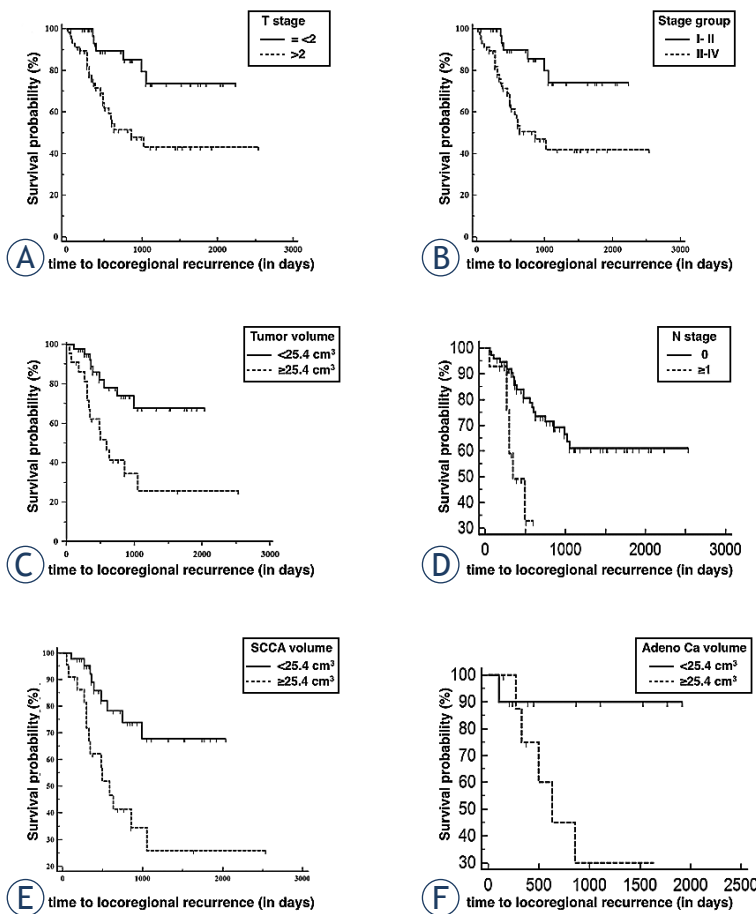 T stage
= <2
>2
Survival probability (%)
100
80
60
40
20
0
0 1000 2000 3000
A time to locoregional recurrence (in days)
Stage group
I- II
II-IV
Survival probability (%)
100
80
60
40
20
0
0 1000 2000 3000
B time to locoregional recurrence (in days)
Tumor volume
<25.4 cm³
≥25.4 cm³
Survival probability (%)
100
80
60
40
20
0
0 1000 2000 3000
C time to locoregional recurrence (in days)
N stage
0
≥1
Survival probability (%)
100
90
80
70
60
50
40
30
0 1000 2000 3000
D time to locoregional recurrence (in days)
SCCA volume
<25.4 cm³
≥25.4 cm³
Survival probability (%)
100
90
80
70
60
50
40
30
20
0 1000 2000 3000
E time to locoregional recurrence (in days)
Adeno Ca volume
<25.4 cm³
≥25.4 cm³
Survival probability (%)
100
90
80
70
60
50
40
30
0 500 1000 1500 2000 2500
F time to locoregional recurrence (in days)